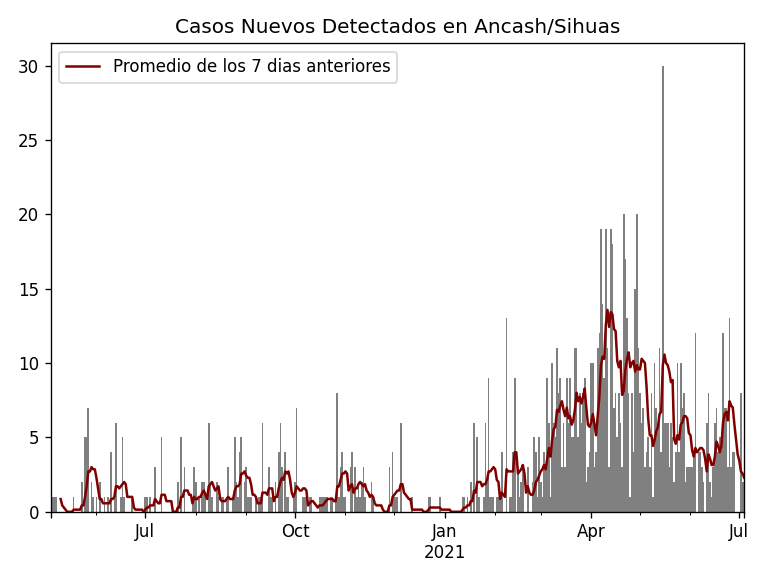 Casos Nuevos Detectados en Ancash/Sihuas
Promedio de los 7 dias anteriores
30
25
20
15
10
5
0
Jul
Oct
Jan
2021
Apr
Jul